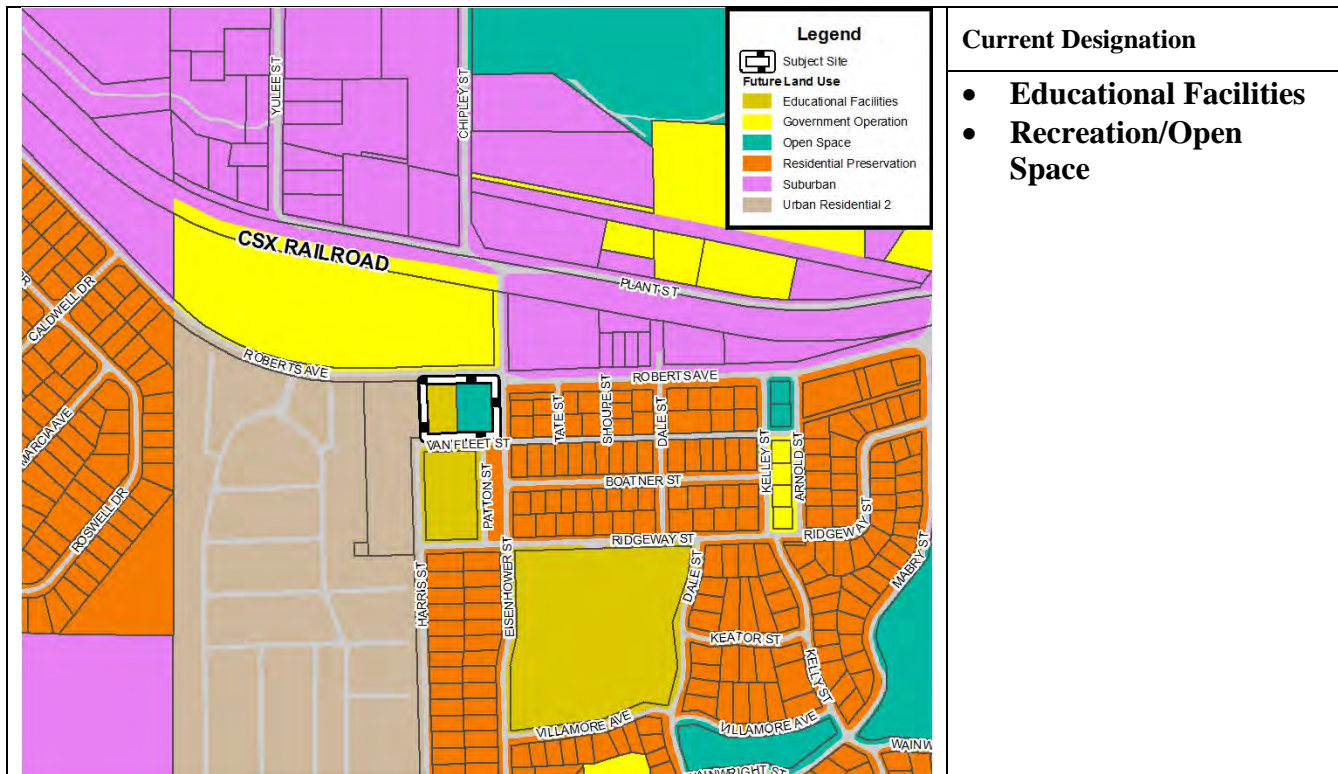 Legend
Subject Site
Future Land Use
Educational Facilities
Government Operation
Open Space
Residential Preservation
Suburban
Urban Residential 2
Current Designation
• Educational Facilities
• Recreation/Open
Space
YULEE ST
CHIPLEY ST
CSX RAILROAD
PLANT ST
CALDWELL DR
ROBERTS AVE
ROBERTS AVE
MARCIA AVE
ROSWELL DR
TATE ST
SHOUPE ST
DALE ST
KELLEY ST
ARNOLD ST
VAN FLEET ST
PATTON ST
BOATNER ST
RIDGEWAY ST
RIDGEWAY ST
HARRIS ST
EISENHOWER ST
DALE ST
MABRY ST
KEATOR ST
KELLY ST
VILLAMORE AVE
VILLAMORE AVE
WAINW
WAINWRIGHT ST